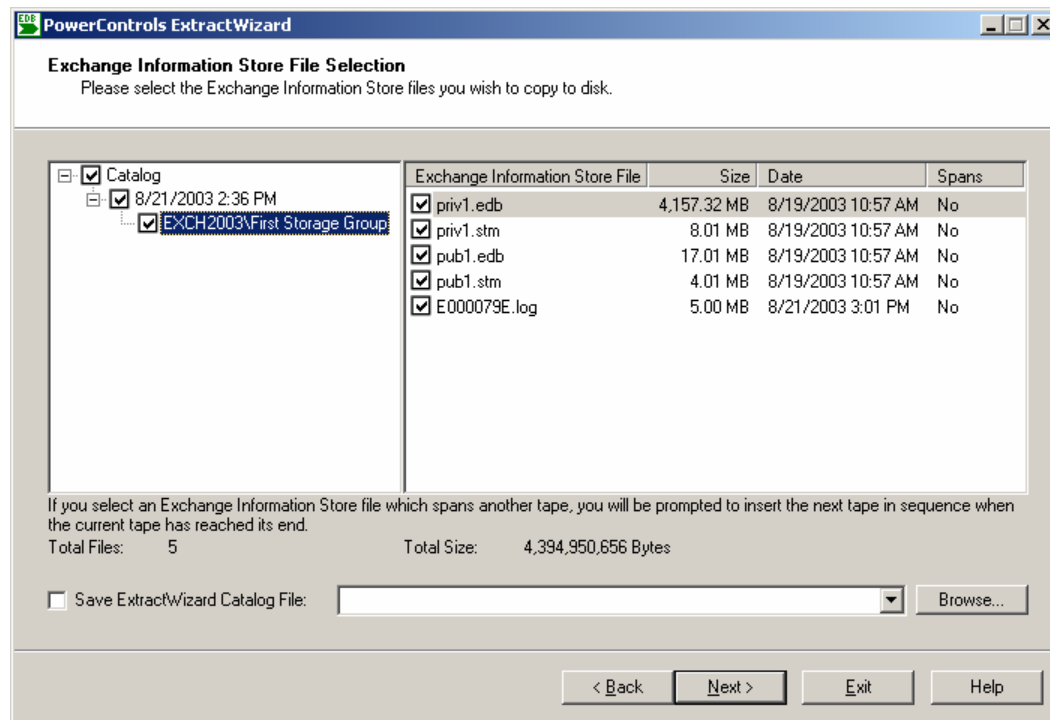 EDB PowerControls ExtractWizard
Exchange Information Store File Selection
Please select the Exchange Information Store files you wish to copy to disk.
Catalog
8/21/2003 2:36 PM
EXCH2003\First Storage Group
Exchange Information Store File Size Date Spans
priv1.edb 4,157.32 MB 8/19/2003 10:57 AM No
priv1.stm 8.01 MB 8/19/2003 10:57 AM No
pub1.edb 17.01 MB 8/19/2003 10:57 AM No
pub1.stm 4.01 MB 8/19/2003 10:57 AM No
E000079E.log 5.00 MB 8/21/2003 3:01 PM No
If you select an Exchange Information Store file which spans another tape, you will be prompted to insert the next tape in sequence when
the current tape has reached its end.
Total Files: 5 Total Size: 4,394,950,656 Bytes
Save ExtractWizard Catalog File: Browse...
< Back Next > Exit Help